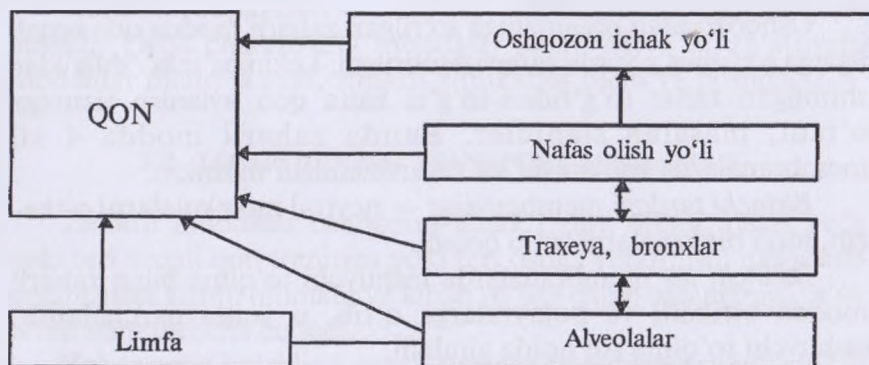 Oshqozon ichak yo‘li
QON
Nafas olish yo‘li
Traxeya, bronxlar
Limfa
Alveolalar